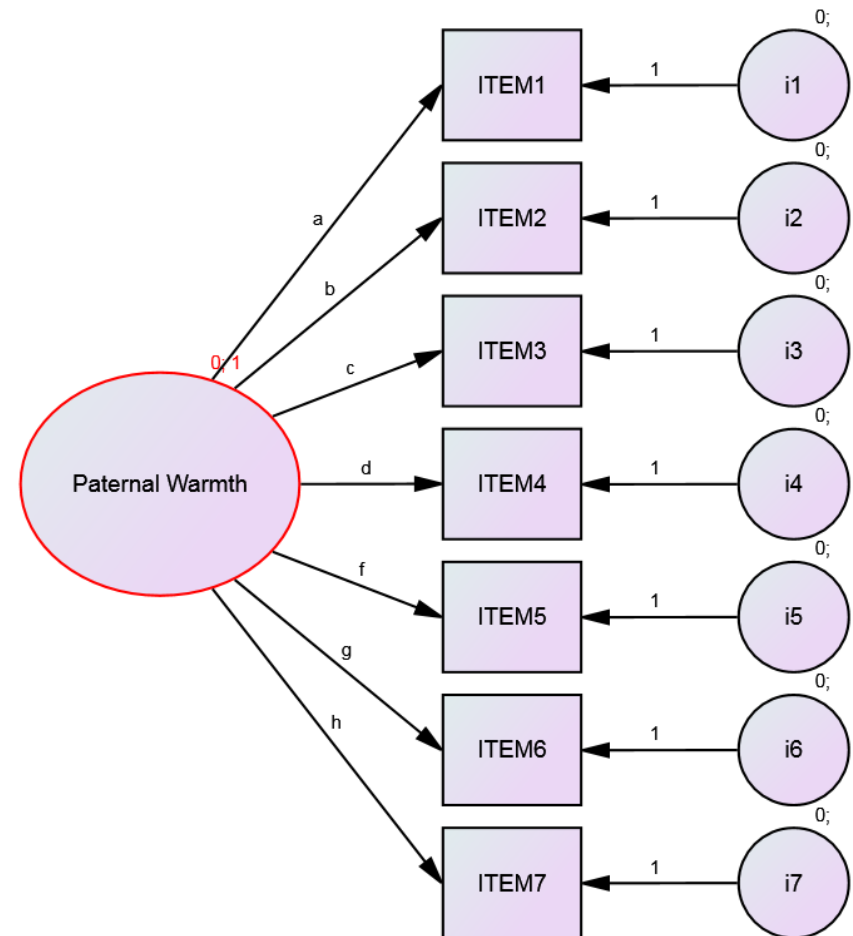 0;
ITEM1
1
i1
0;
a
ITEM2
1
i2
0;
b
ITEM3
1
i3
0; 1
c
0;
Paternal Warmth
d
ITEM4
1
i4
0;
f
ITEM5
1
i5
0;
g
ITEM6
1
i6
h
0;
ITEM7
1
i7